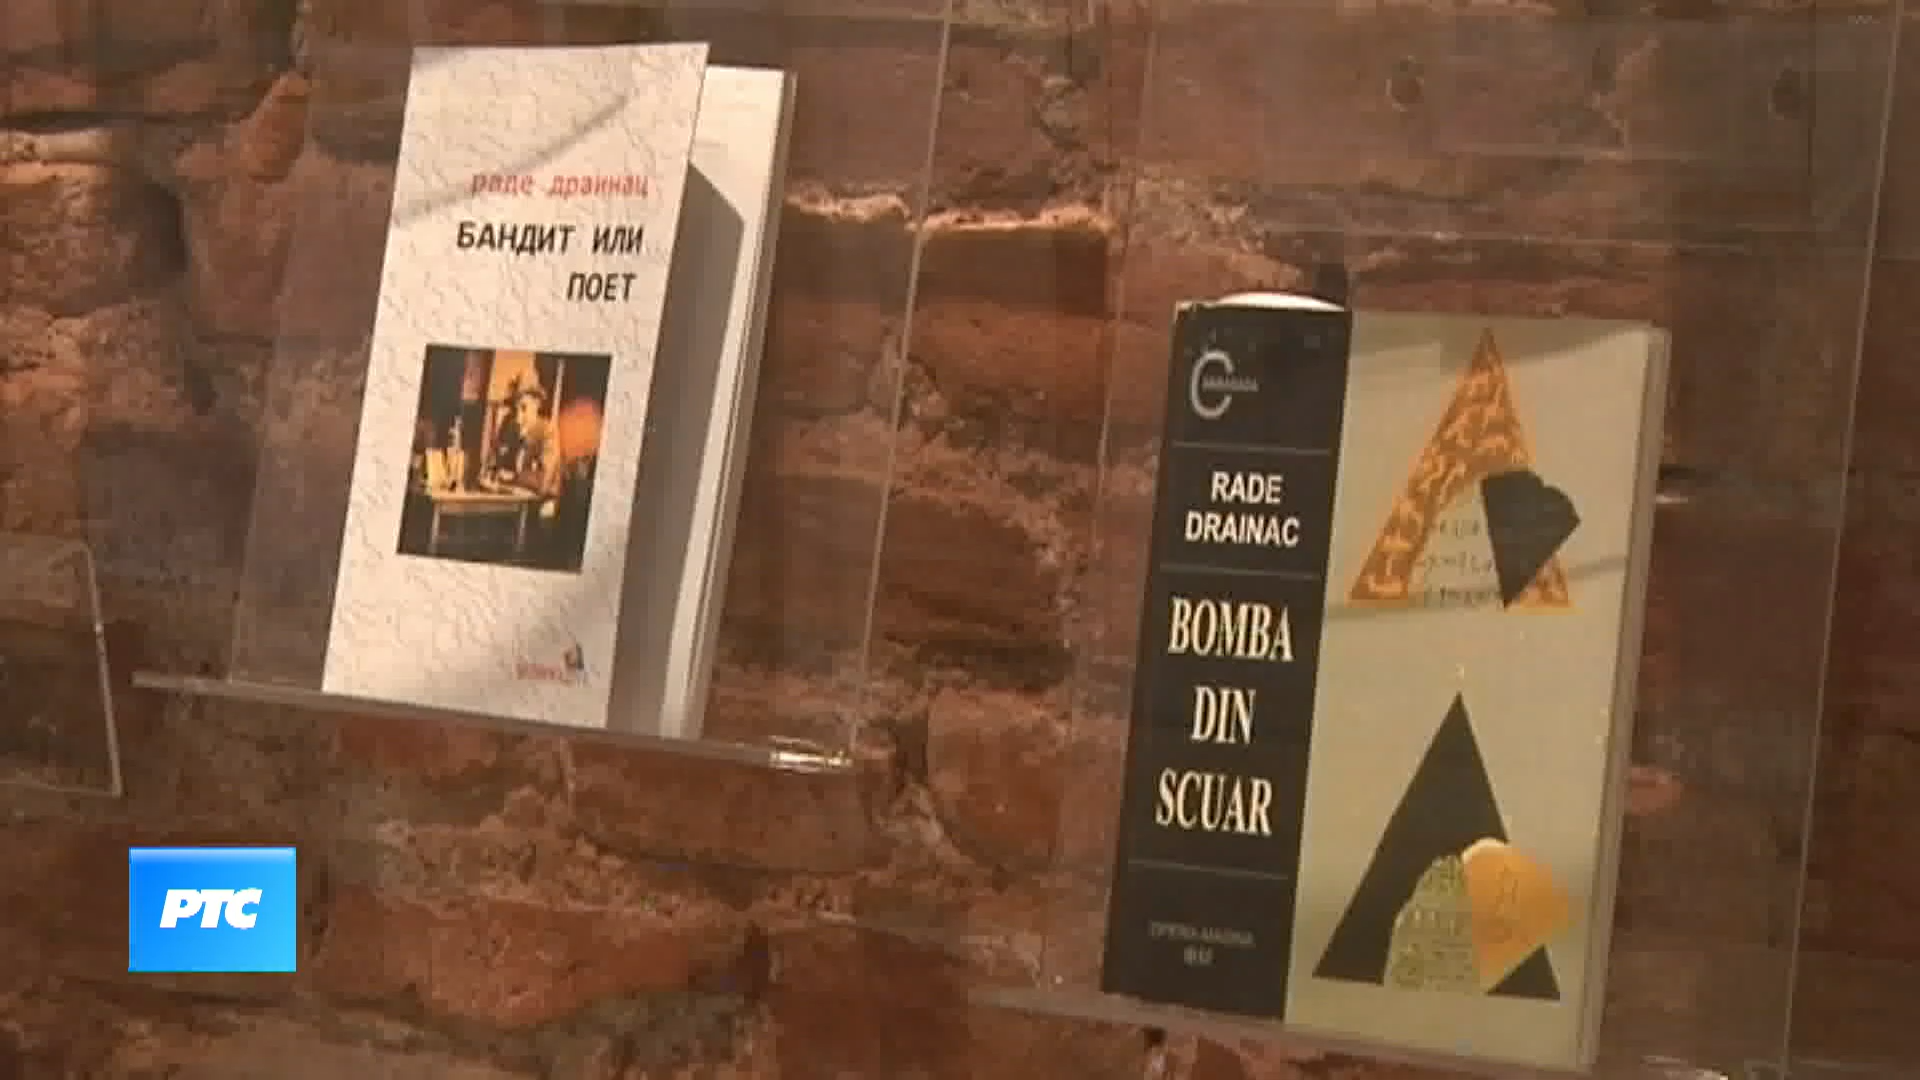 раде драинац
БАНДИТ ИЛИ
ПОЕТ
RADE
DRAINAC
BOMBA
DIN
SCUAR
РТС